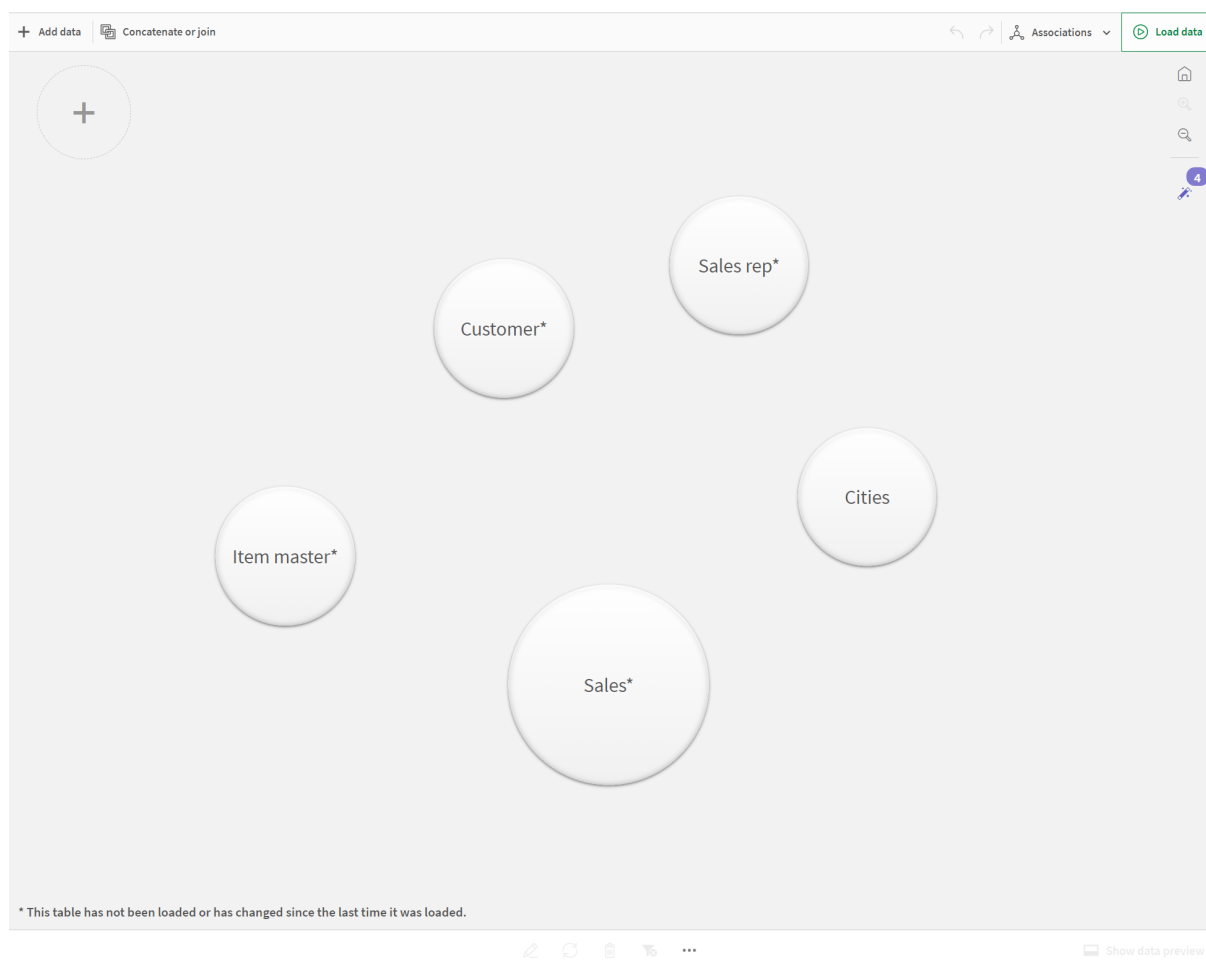 Add data
Concatenate or join
Associations
Load data
4
Sales rep*
Customer*
Cities
Item master*
Sales*
* This table has not been loaded or has changed since the last time it was loaded.
Show data preview